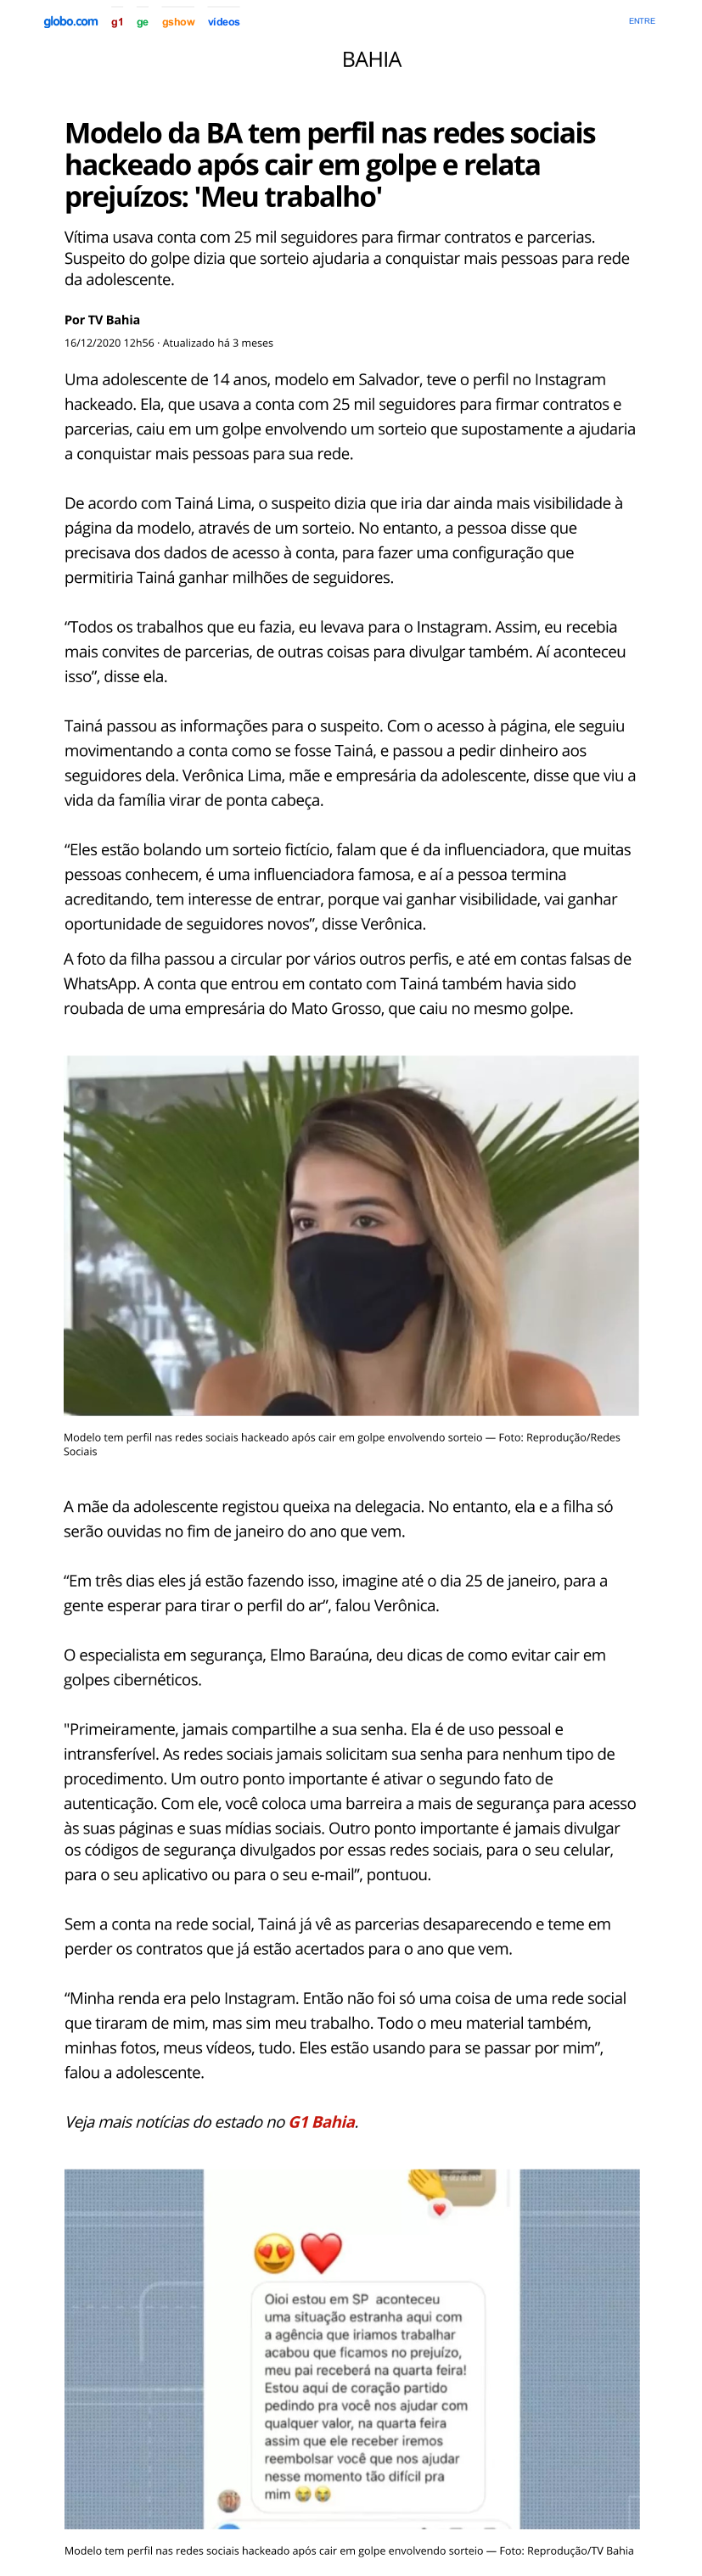 globo.com g1 ge gshow vídeos ENTRE
BAHIA
Modelo da BA tem perfil nas redes sociais
hackeado após cair em golpe e relata
prejuízos: 'Meu trabalho'
Vítima usava conta com 25 mil seguidores para firmar contratos e parcerias.
Suspeito do golpe dizia que sorteio ajudaria a conquistar mais pessoas para rede
da adolescente.
Por TV Bahia
16/12/2020 12h56 · Atualizado há 3 meses
Uma adolescente de 14 anos, modelo em Salvador, teve o perfil no Instagram
hackeado. Ela, que usava a conta com 25 mil seguidores para firmar contratos e
parcerias, caiu em um golpe envolvendo um sorteio que supostamente a ajudaria
a conquistar mais pessoas para sua rede.
De acordo com Tainá Lima, o suspeito dizia que iria dar ainda mais visibilidade à
página da modelo, através de um sorteio. No entanto, a pessoa disse que
precisava dos dados de acesso à conta, para fazer uma configuração que
permitiria Tainá ganhar milhões de seguidores.
“Todos os trabalhos que eu fazia, eu levava para o Instagram. Assim, eu recebia
mais convites de parcerias, de outras coisas para divulgar também. Aí aconteceu
isso”, disse ela.
Tainá passou as informações para o suspeito. Com o acesso à página, ele seguiu
movimentando a conta como se fosse Tainá, e passou a pedir dinheiro aos
seguidores dela. Verônica Lima, mãe e empresária da adolescente, disse que viu a
vida da família virar de ponta cabeça.
“Eles estão bolando um sorteio fictício, falam que é da influenciadora, que muitas
pessoas conhecem, é uma influenciadora famosa, e aí a pessoa termina
acreditando, tem interesse de entrar, porque vai ganhar visibilidade, vai ganhar
oportunidade de seguidores novos”, disse Verônica.
A foto da filha passou a circular por vários outros perfis, e até em contas falsas de
WhatsApp. A conta que entrou em contato com Tainá também havia sido
roubada de uma empresária do Mato Grosso, que caiu no mesmo golpe.
Modelo tem perfil nas redes sociais hackeado após cair em golpe envolvendo sorteio — Foto: Reprodução/Redes
Sociais
A mãe da adolescente registou queixa na delegacia. No entanto, ela e a filha só
serão ouvidas no fim de janeiro do ano que vem.
“Em três dias eles já estão fazendo isso, imagine até o dia 25 de janeiro, para a
gente esperar para tirar o perfil do ar”, falou Verônica.
O especialista em segurança, Elmo Baraúna, deu dicas de como evitar cair em
golpes cibernéticos.
"Primeiramente, jamais compartilhe a sua senha. Ela é de uso pessoal e
intransferível. As redes sociais jamais solicitam sua senha para nenhum tipo de
procedimento. Um outro ponto importante é ativar o segundo fato de
autenticação. Com ele, você coloca uma barreira a mais de segurança para acesso
às suas páginas e suas mídias sociais. Outro ponto importante é jamais divulgar
os códigos de segurança divulgados por essas redes sociais, para o seu celular,
para o seu aplicativo ou para o seu e-mail”, pontuou.
Sem a conta na rede social, Tainá já vê as parcerias desaparecendo e teme em
perder os contratos que já estão acertados para o ano que vem.
“Minha renda era pelo Instagram. Então não foi só uma coisa de uma rede social
que tiraram de mim, mas sim meu trabalho. Todo o meu material também,
minhas fotos, meus vídeos, tudo. Eles estão usando para se passar por mim”,
falou a adolescente.
Veja mais notícias do estado no G1 Bahia.
Oioi estou em SP aconteceu
uma situação estranha aqui com
a agência que iriamos trabalhar
acabou que ficamos no prejuízo,
meu pai receberá na quarta feira!
Estou aqui de coração partido
pedindo pra você nos ajudar com
qualquer valor, na quarta feira
assim que ele receber iremos
reembolsar você que nos ajudar
nesse momento tão difícil pra
mim 😭😭
Modelo tem perfil nas redes sociais hackeado após cair em golpe envolvendo sorteio — Foto: Reprodução/TV Bahia